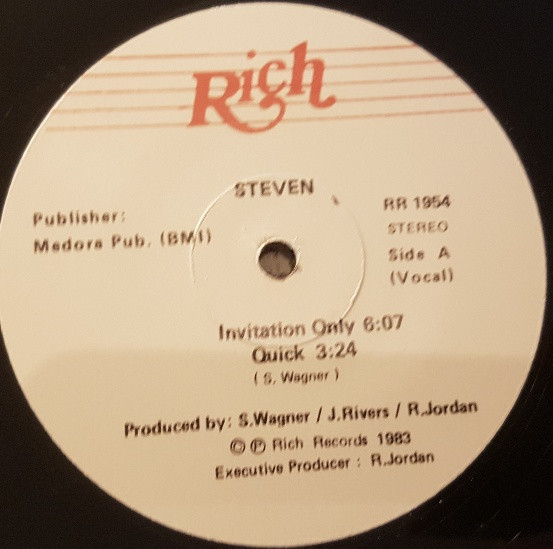 Rich
STEVEN
Publisher:
Medora Pub. (BMI)
RR 1954
STEREO
Side A
(Vocal)
Invitation Only 6:07
Quick 3:24
( S. Wagner )
Produced by: S.Wagner / J.Rivers / R.Jordan
© ℗ Rich Records 1983
Executive Producer : R.Jordan